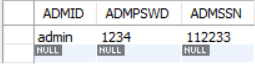 ADMID ADMPSWD ADMSSN
admin 1234 112233
NULL NULL NULL